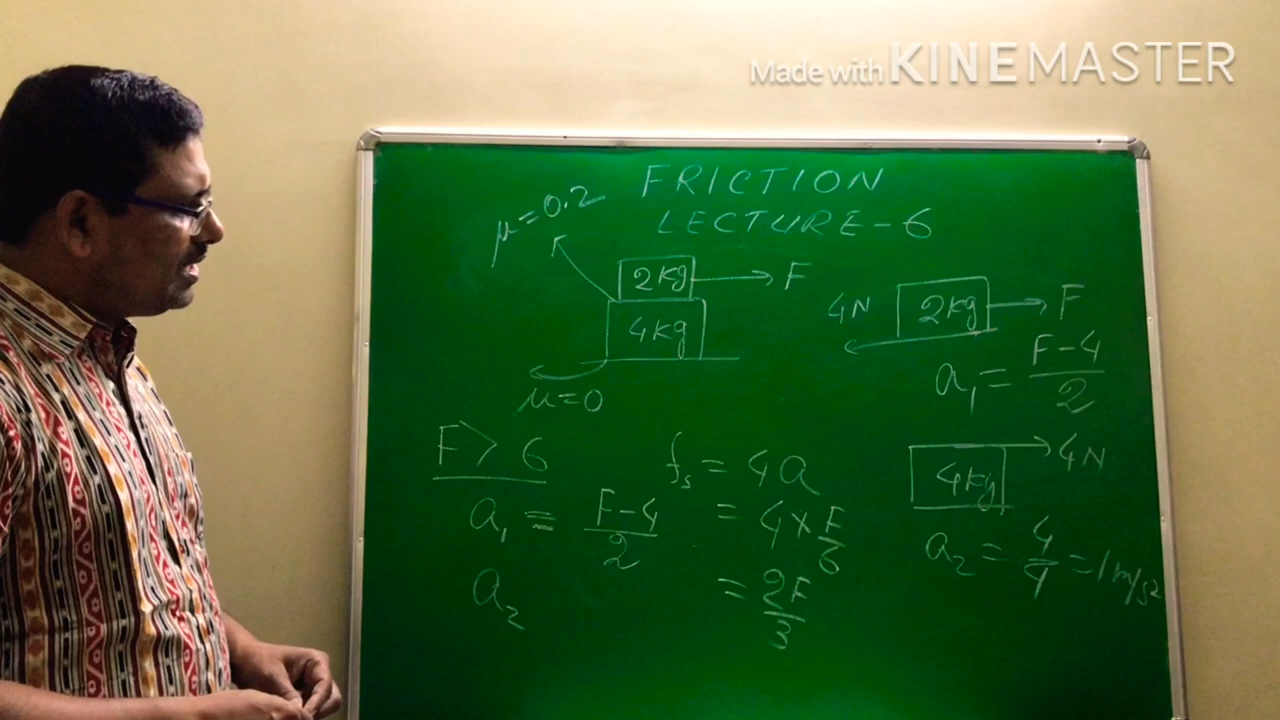 Made with KINEMASTER
FRICTION
LECTURE-6
μ=0.2
2kg F
4kg
μ=0
4N 2kg F
a₁ = F-4/2
F > 6
a₁ = F-4/2
a₂
fₛ = 4a
= 4 × F/6
= 2F/3
4kg 4N
a₂ = 4/4 = 1 m/s²